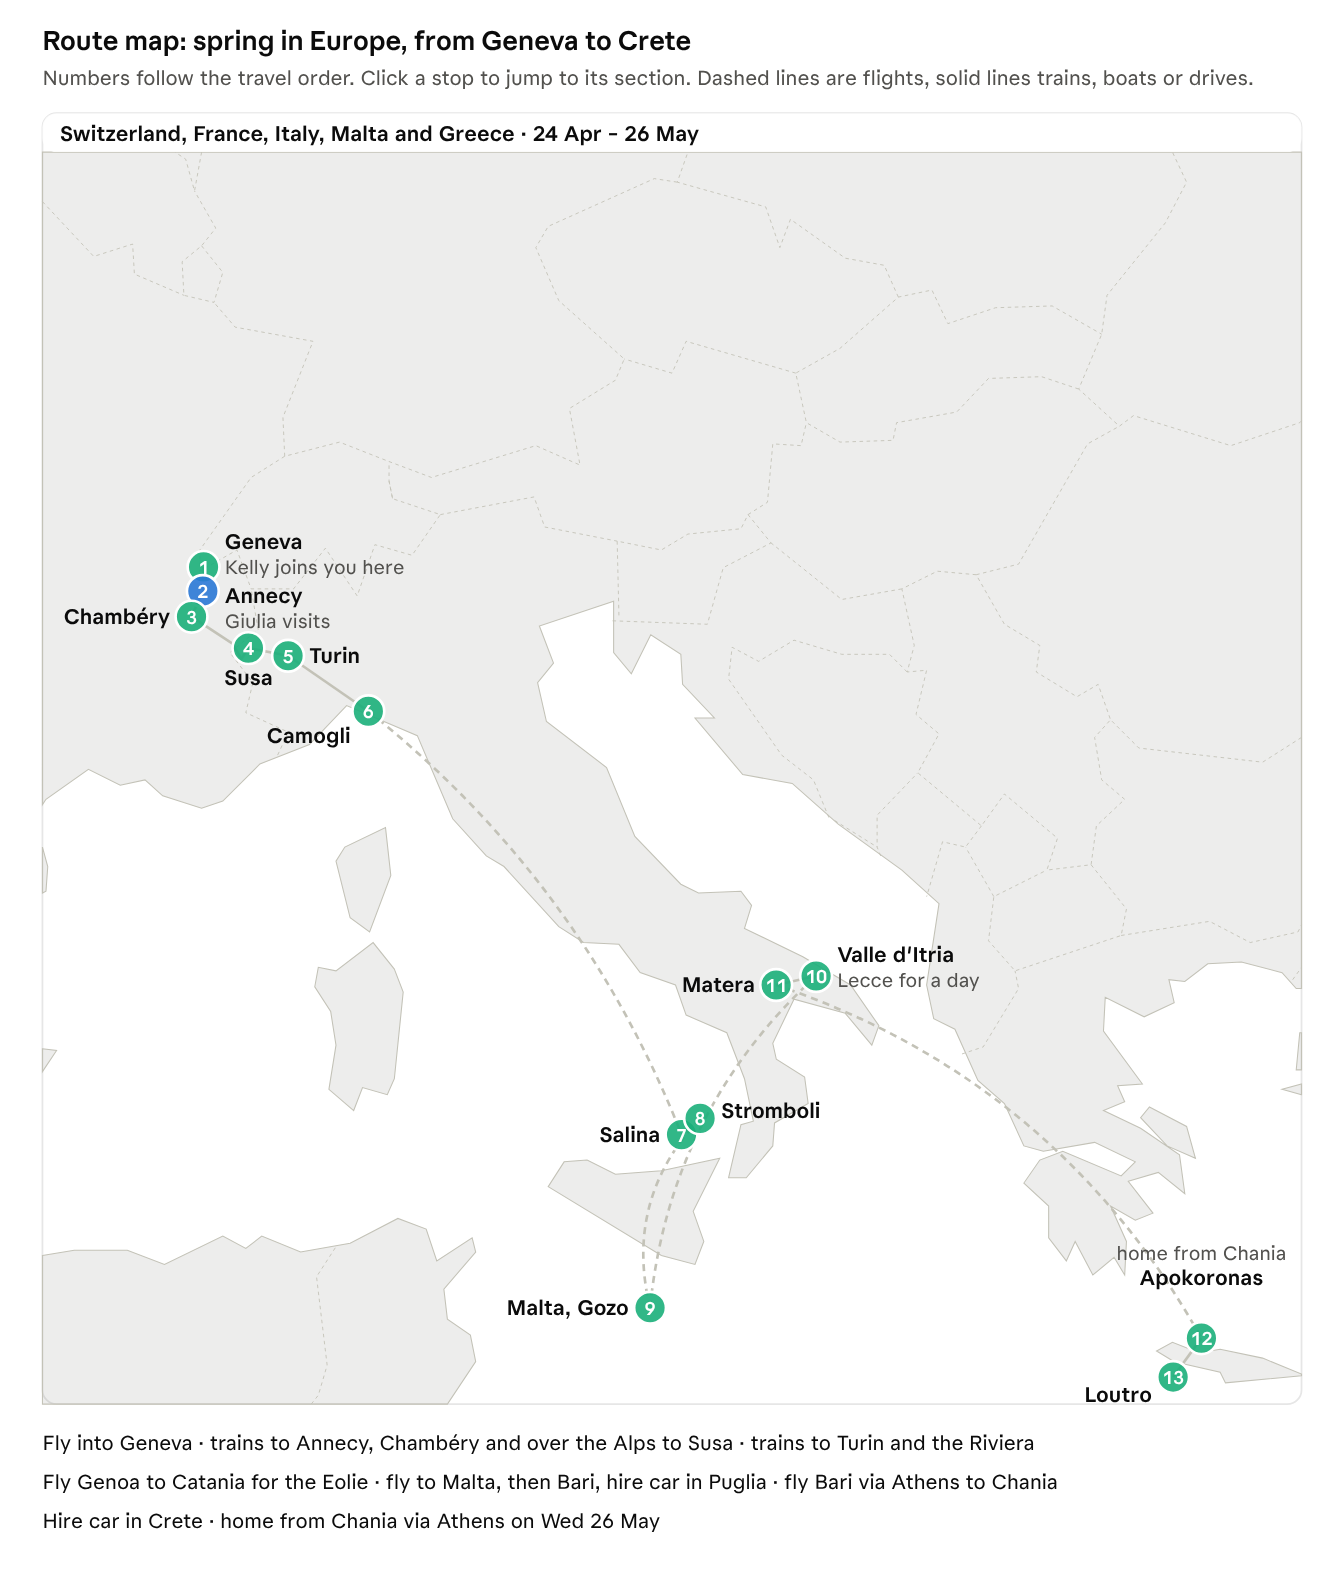 Route map: spring in Europe, from Geneva to Crete
Numbers follow the travel order. Click a stop to jump to its section. Dashed lines are flights, solid lines trains, boats or drives.
Switzerland, France, Italy, Malta and Greece · 24 Apr – 26 May
Geneva
1
Kelly joins you here
2
Annecy
Chambéry
3
Giulia visits
4
5
Turin
Susa
6
Camogli
Valle d'Itria
Matera
11
10
Lecce for a day
8
Stromboli
Salina
7
home from Chania
Apokoronas
Malta, Gozo
9
12
13
Loutro
Fly into Geneva · trains to Annecy, Chambéry and over the Alps to Susa · trains to Turin and the Riviera
Fly Genoa to Catania for the Eolie · fly to Malta, then Bari, hire car in Puglia · fly Bari via Athens to Chania
Hire car in Crete · home from Chania via Athens on Wed 26 May